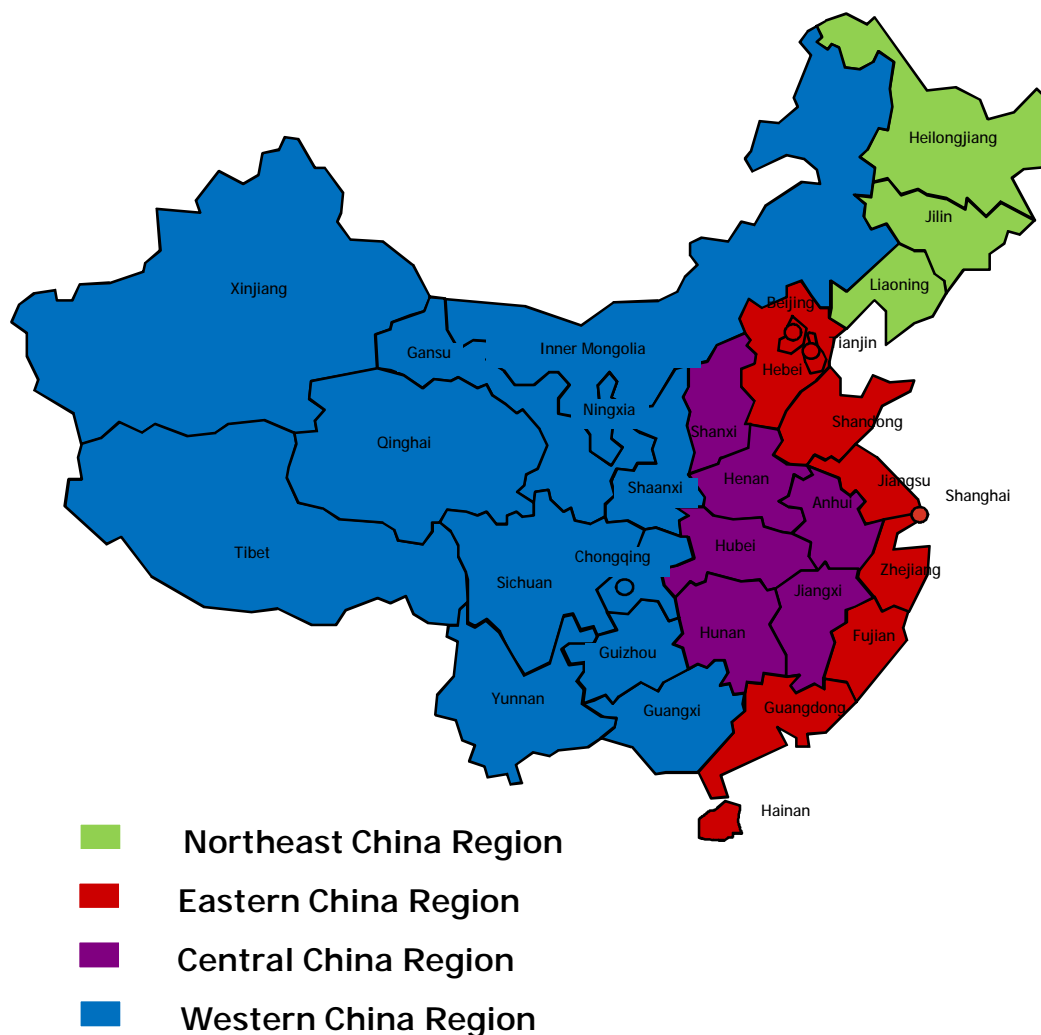 Heilongjiang
Jilin
Liaoning
Xinjiang
Beijing
Tianjin
Gansu
Inner Mongolia
Hebei
Ningxia
Shandong
Qinghai
Shanxi
Henan
Shaanxi
Jiangsu
Anhui
Shanghai
Tibet
Hubei
Chongqing
Zhejiang
Sichuan
Jiangxi
Hunan
Fujian
Guizhou
Yunnan
Guangxi
Guangdong
Hainan
Northeast China Region
Eastern China Region
Central China Region
Western China Region